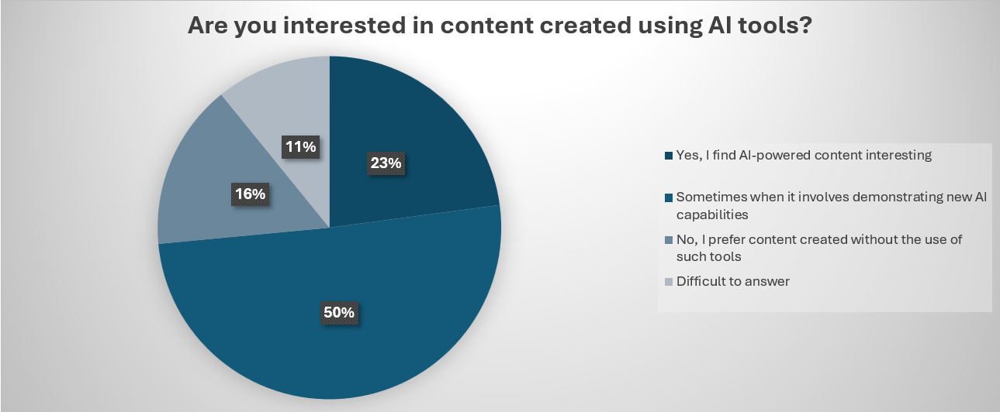 Are you interested in content created using AI tools?
11%
23%
16%
50%
Yes, I find AI-powered content interesting
Sometimes when it involves demonstrating new AI
capabilities
No, I prefer content created without the use of
such tools
Difficult to answer